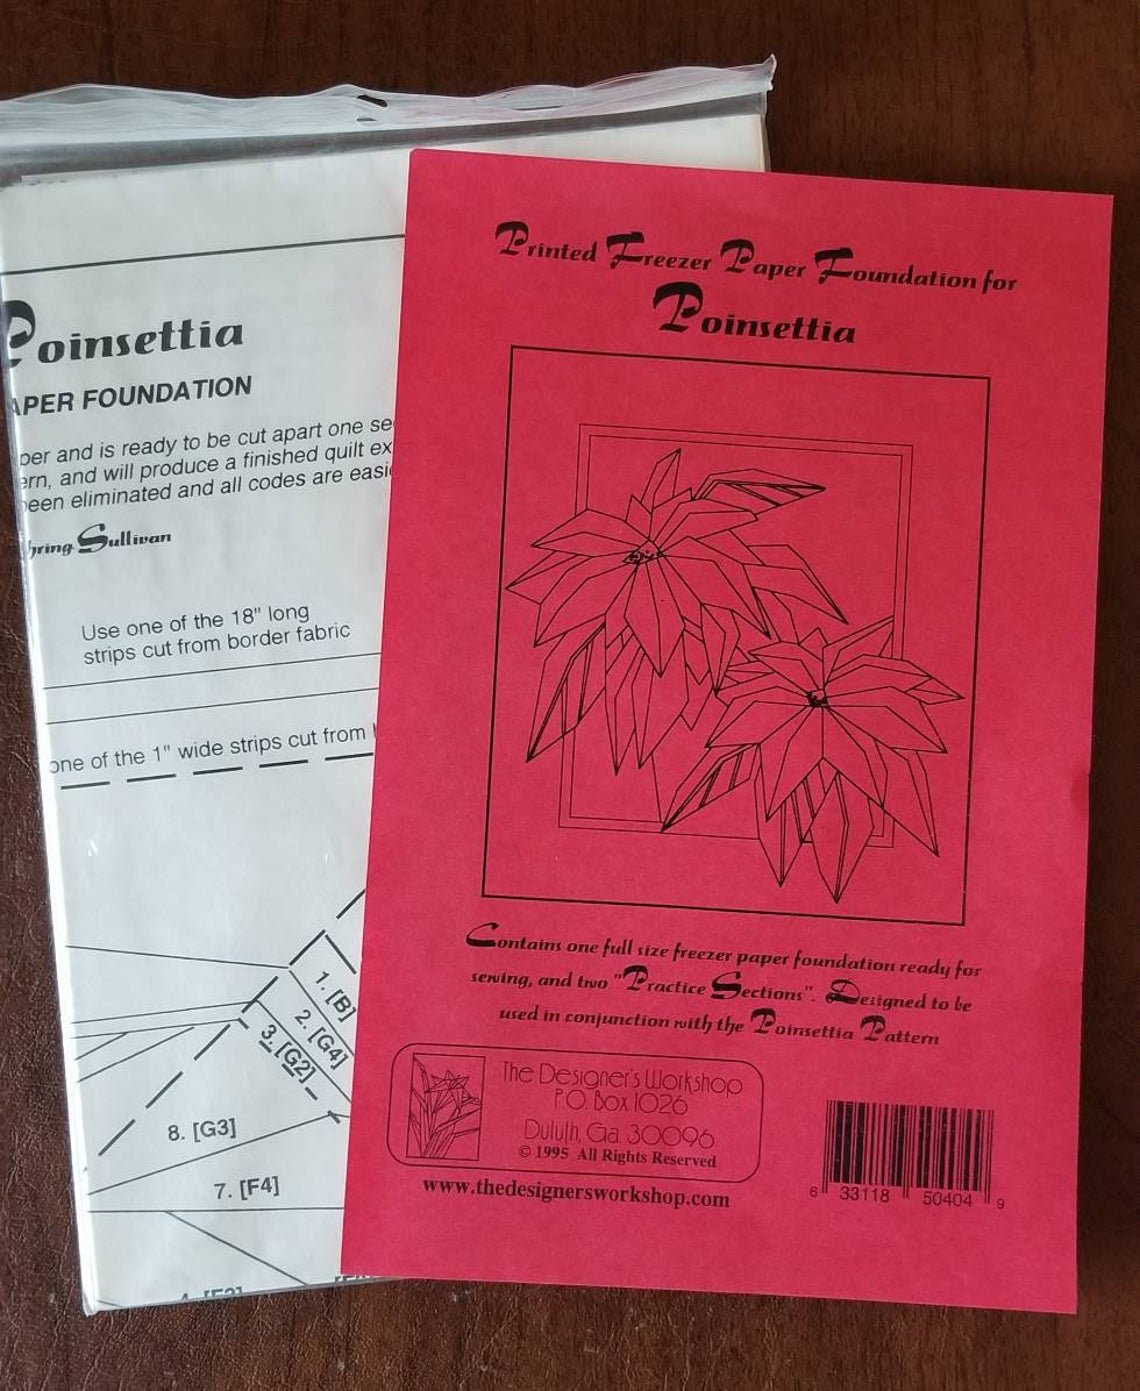 Poinsettia
PAPER FOUNDATION
per and is ready to be cut apart one se
ern, and will produce a finished quilt ex
been eliminated and all codes are easi
hring Sullivan
Use one of the 18" long
strips cut from border fabric
one of the 1" wide strips cut from
1. [B]
2. [G4]
3. [G2]
8. [G3]
7. [F4]
Printed Freezer Paper Foundation for
Poinsettia
Contains one full size freezer paper foundation ready for
sewing, and two "Practice Sections". Designed to be
used in conjunction with the Poinsettia Pattern
The Designer's Workshop
P.O. Box 1026
Duluth, Ga. 30096
© 1995 All Rights Reserved
www.thedesignersworkshop.com
6 33118 50404 9